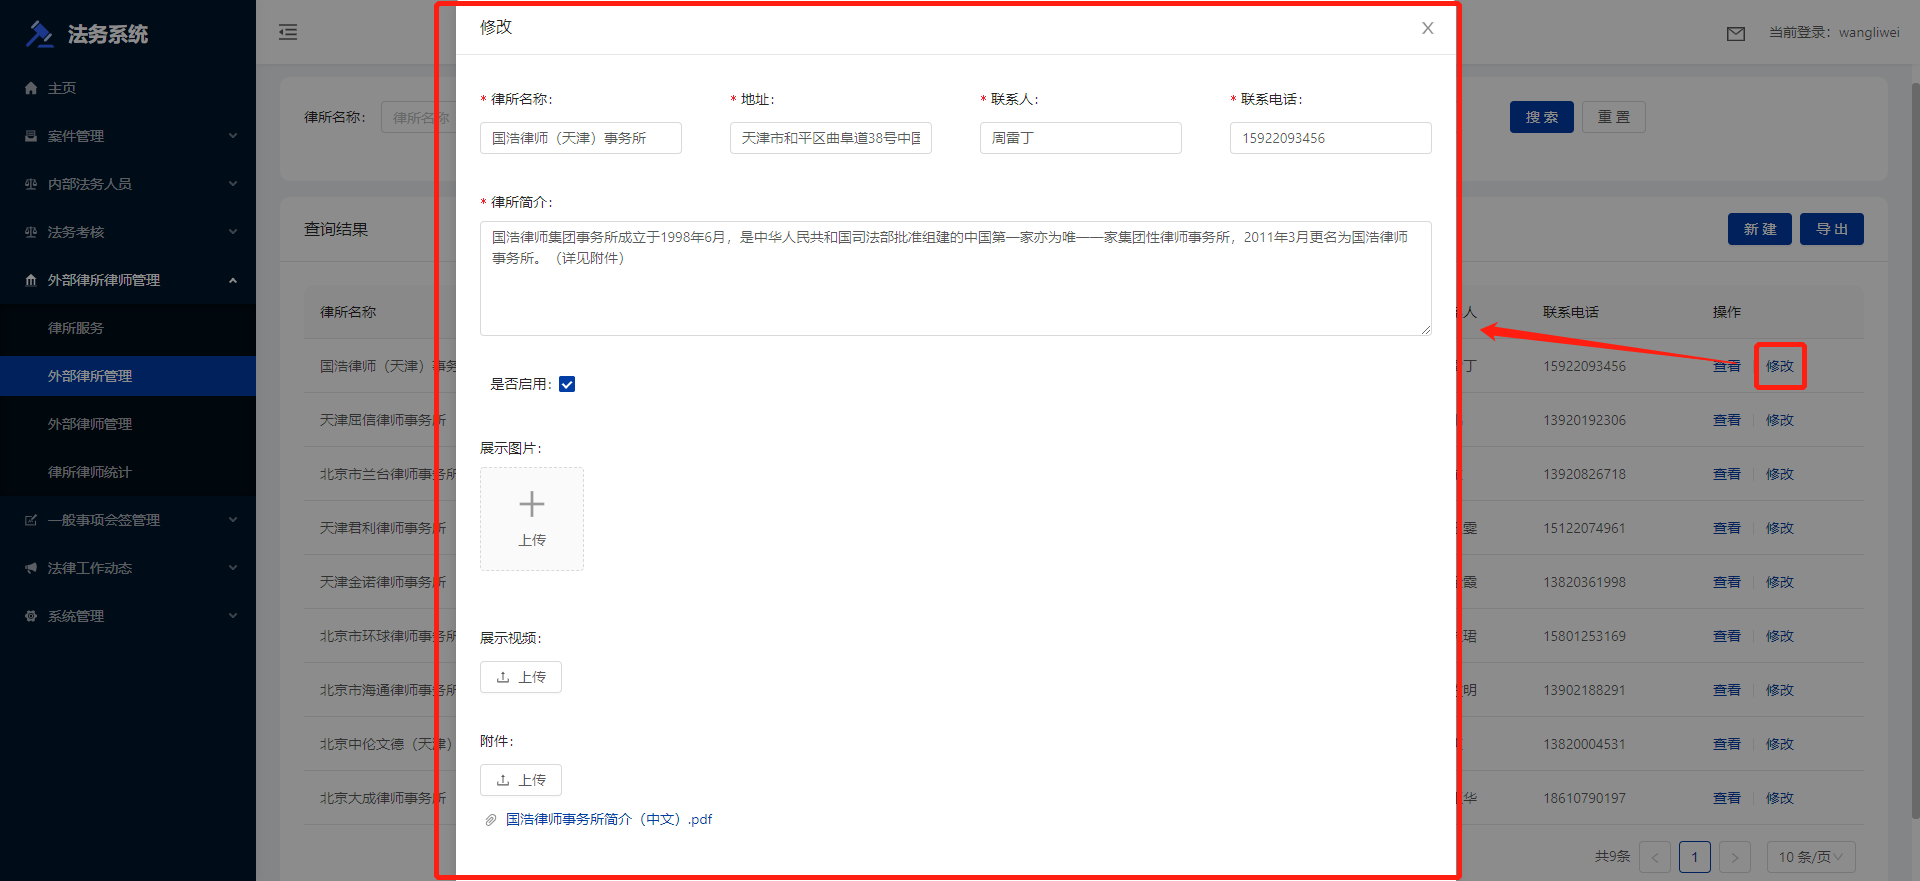 法务系统
主页
案件管理
内部法务人员
法务考核
外部律所律师管理
律所服务
外部律所管理
外部律师管理
律所律师统计
一般事项会签管理
法律工作动态
系统管理
当前登录：wangliwei
律所名称：
律所名称
搜 索
重 置
查询结果
新 建
导 出
修改
X
* 律所名称：
* 地址：
* 联系人：
* 联系电话：
国浩律师（天津）事务所
天津市和平区曲阜道38号中国
周雷丁
15922093456
* 律所简介：
国浩律师集团事务所成立于1998年6月，是中华人民共和国司法部批准组建的中国第一家亦为唯一一家集团性律师事务所，2011年3月更名为国浩律师
事务所。（详见附件）
是否启用：
展示图片：
上传
展示视频：
上传
附件：
上传
国浩律师事务所简介（中文）.pdf
律所名称
人
联系电话
操作
国浩律师（天津）事务
丁
15922093456
查看
修改
天津屈信律师事务所
13920192306
查看
修改
北京市兰台律师事务所
13920826718
查看
修改
天津君利律师事务所
雯
15122074961
查看
修改
天津金诺律师事务所
霞
13820361998
查看
修改
北京市环球律师事务所
珺
15801253169
查看
修改
北京市海通律师事务所
明
13902188291
查看
修改
北京中伦文德（天津）
13820004531
查看
修改
北京大成律师事务所
华
18610790197
查看
修改
共9条
<
1
>
10 条/页